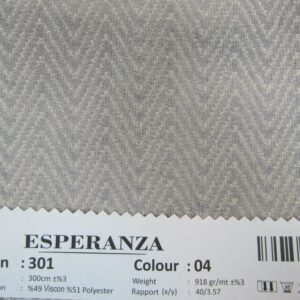 ESPERANZA
n : 301 Colour : 04
: 300cm ±%3 Weight : 918 gr/mt ±%3
on : %49 Viscon %51 Polyester Rapport (x/y) : 40/3.57